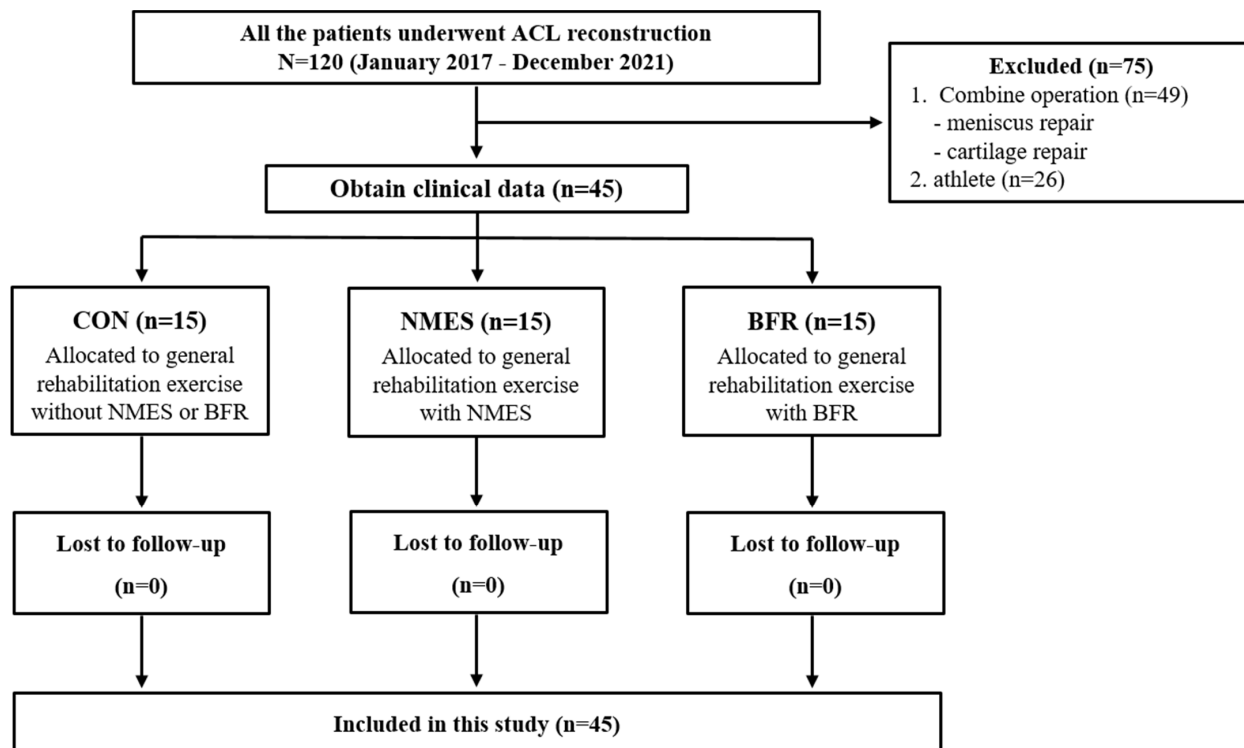 All the patients underwent ACL reconstruction
N=120 (January 2017 - December 2021)
Excluded (n=75)
1. Combine operation (n=49)
- meniscus repair
- cartilage repair
2. athlete (n=26)
Obtain clinical data (n=45)
CON (n=15)
Allocated to general
rehabilitation exercise
without NMES or BFR
NMES (n=15)
Allocated to general
rehabilitation exercise
with NMES
BFR (n=15)
Allocated to general
rehabilitation exercise
with BFR
Lost to follow-up
(n=0)
Lost to follow-up
(n=0)
Lost to follow-up
(n=0)
Included in this study (n=45)